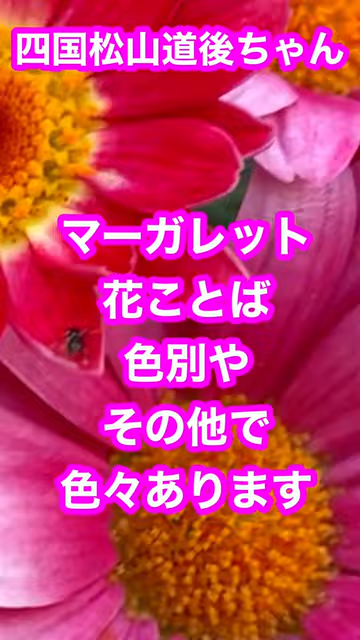 四国松山道後ちゃん
マーガレット
花ことば
色別や
その他で
色々あります